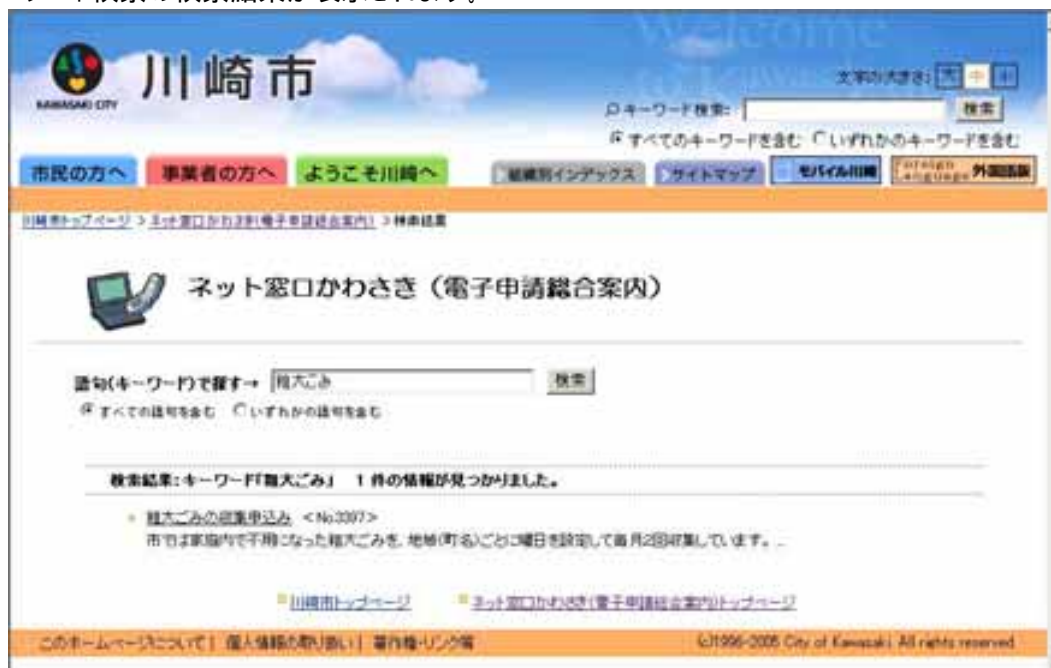 Welcome
川崎市
KAWASAKI CITY
文字の大きさ: 大 中 小
キーワード検索: 検索
すべてのキーワードを含む いずれかのキーワードを含む
市民の方へ 事業者の方へ ようこそ川崎へ 組織別インデックス サイトマップ モバイル川崎 Foreign Language 外国語版
川崎市トップページ > ネット窓口かわさき(電子申請総合案内) > 検索結果
ネット窓口かわさき（電子申請総合案内）
語句(キーワード)で探す→ 粗大ごみ 検索
すべての語句を含む いずれかの語句を含む
検索結果:キーワード「粗大ごみ」 1 件の情報が見つかりました。
粗大ごみの収集申込み <No.3397>
市では家庭内で不用になった粗大ごみを、地域(町名)ごとに曜日を設定して毎月2回収集しています。...
川崎市トップページ ネット窓口かわさき(電子申請総合案内)トップページ
このホームページについて | 個人情報の取り扱い | 著作権・リンク等 (c)1996-2005 City of Kawasaki. All rights reserved.